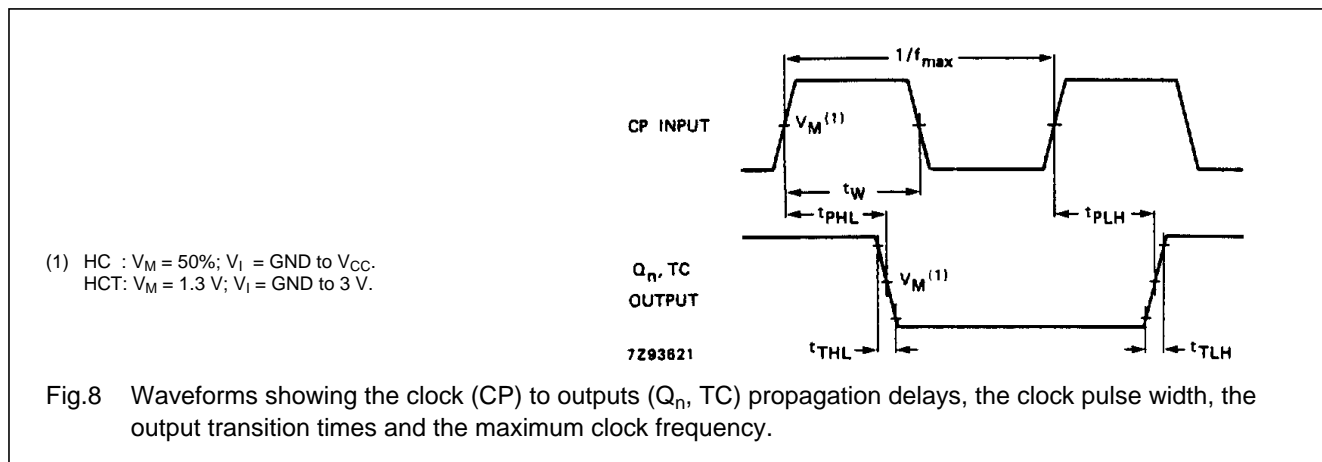 1/fmax
CP INPUT
VM(1)
tW
tPHL
tPLH
(1) HC : VM = 50%; VI = GND to VCC.
HCT: VM = 1.3 V; VI = GND to 3 V.
Qn, TC
OUTPUT
VM(1)
7Z93621
tTHL
tTLH
Fig.8 Waveforms showing the clock (CP) to outputs (Qn, TC) propagation delays, the clock pulse width, the
output transition times and the maximum clock frequency.